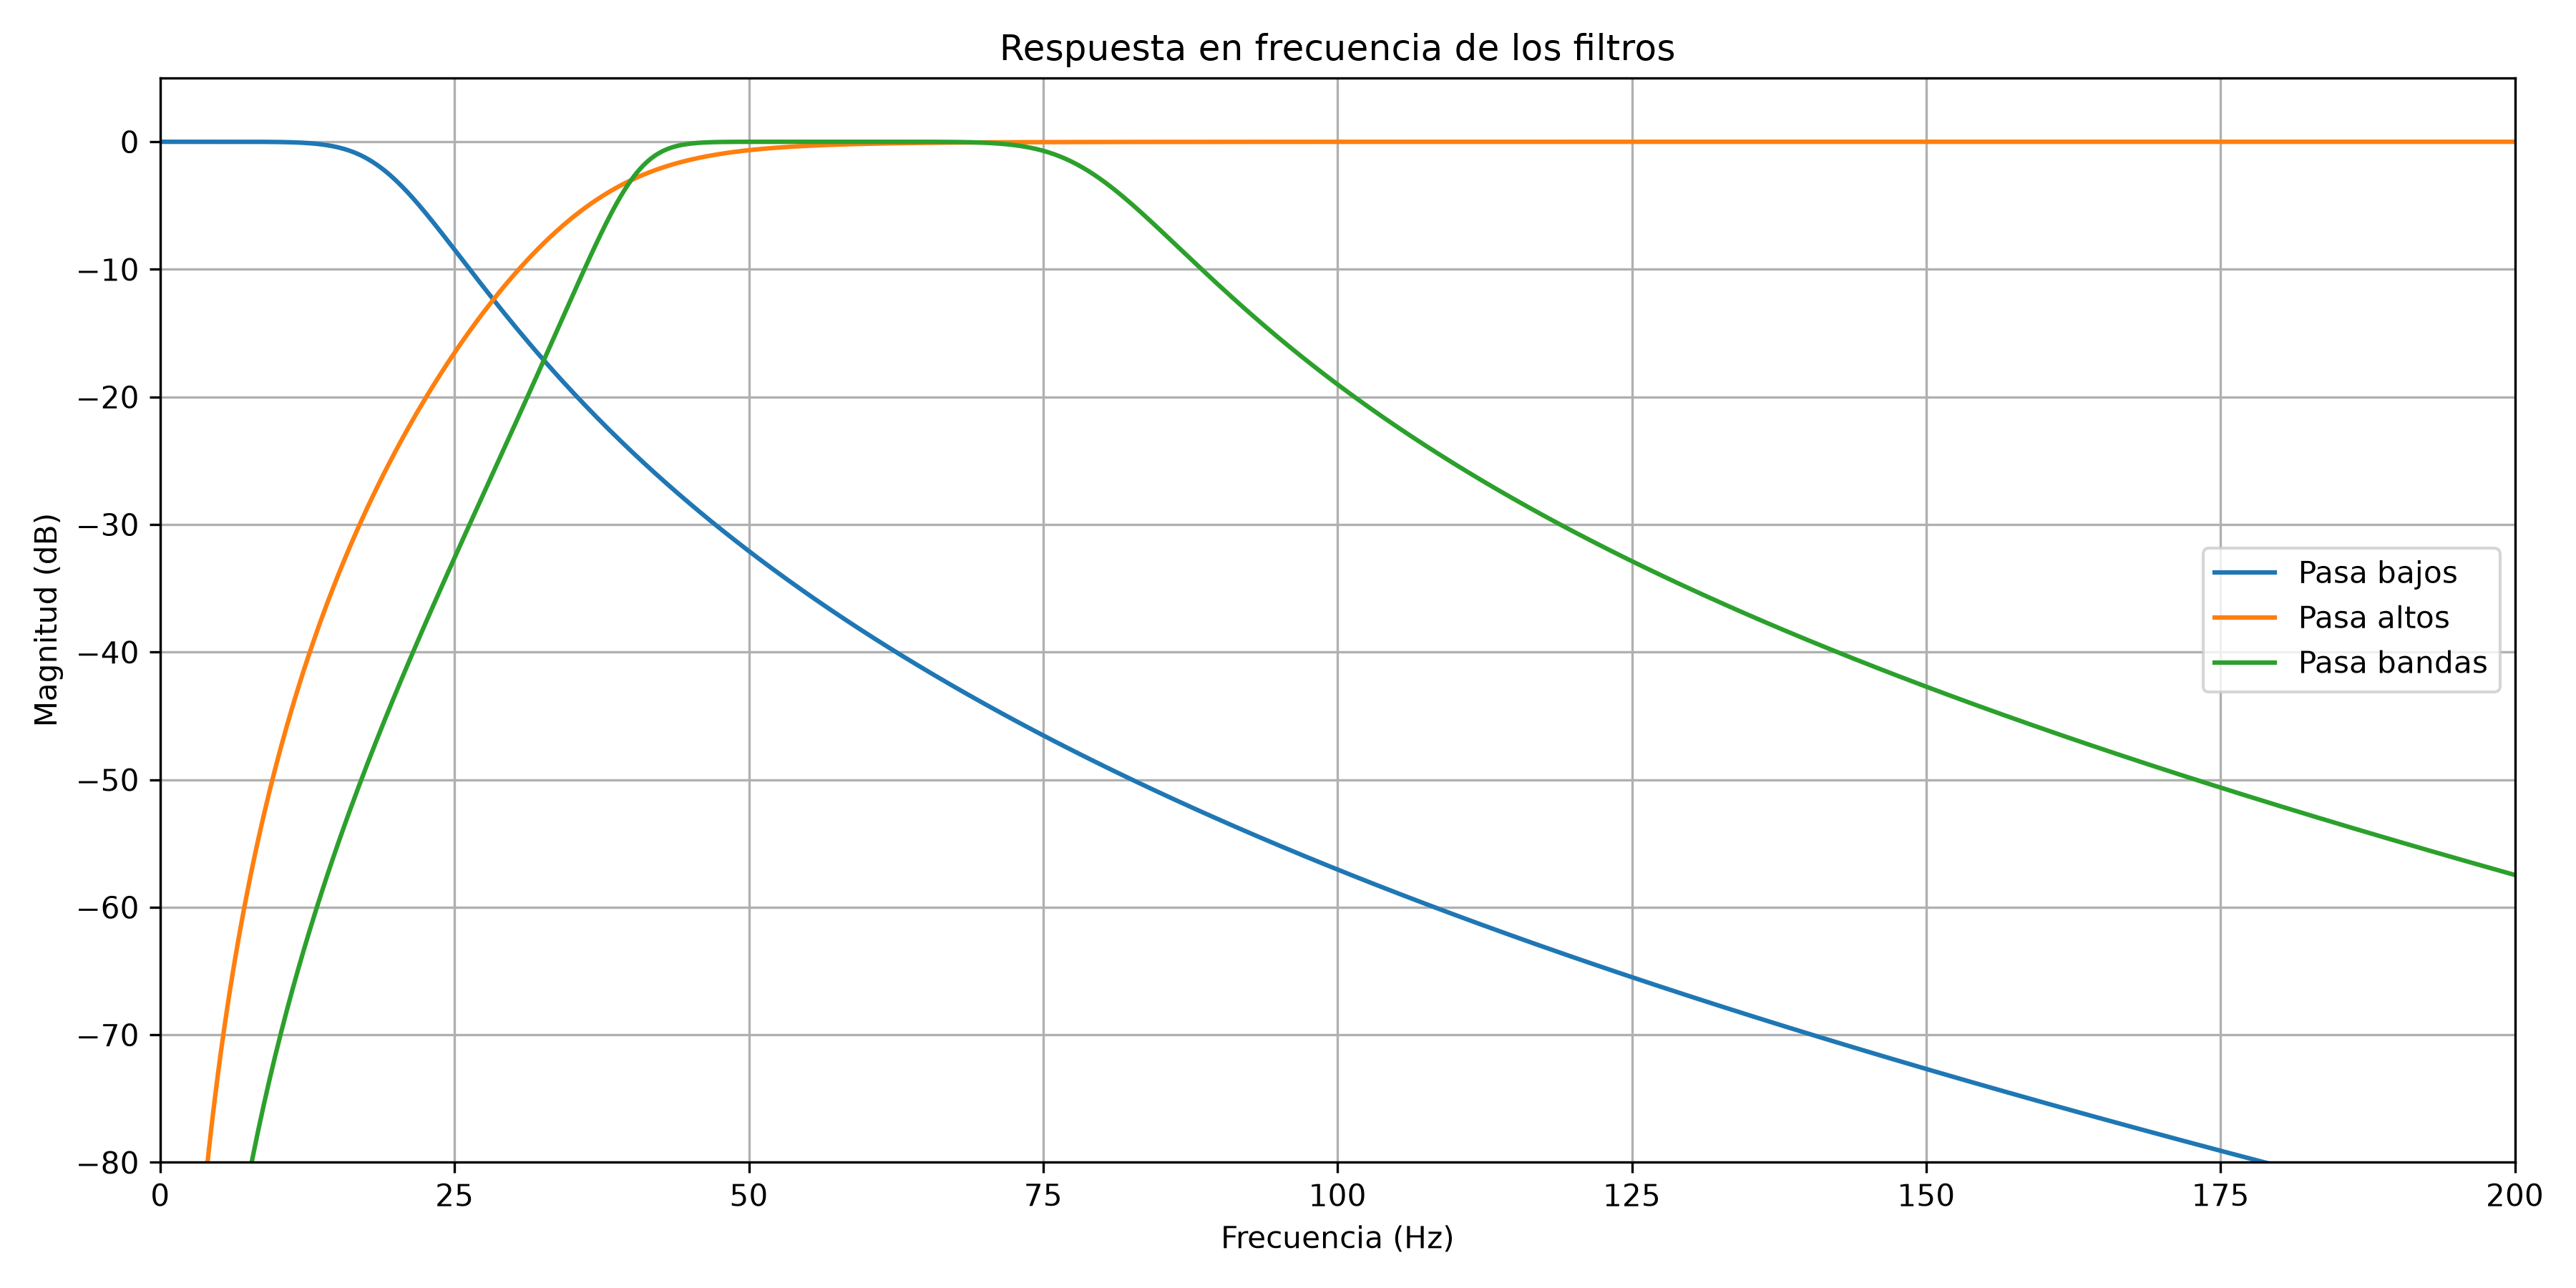 Respuesta en frecuencia de los filtros
Magnitud (dB)
0
−10
−20
−30
−40
−50
−60
−70
−80
Pasa bajos
Pasa altos
Pasa bandas
0 25 50 75 100 125 150 175 200
Frecuencia (Hz)